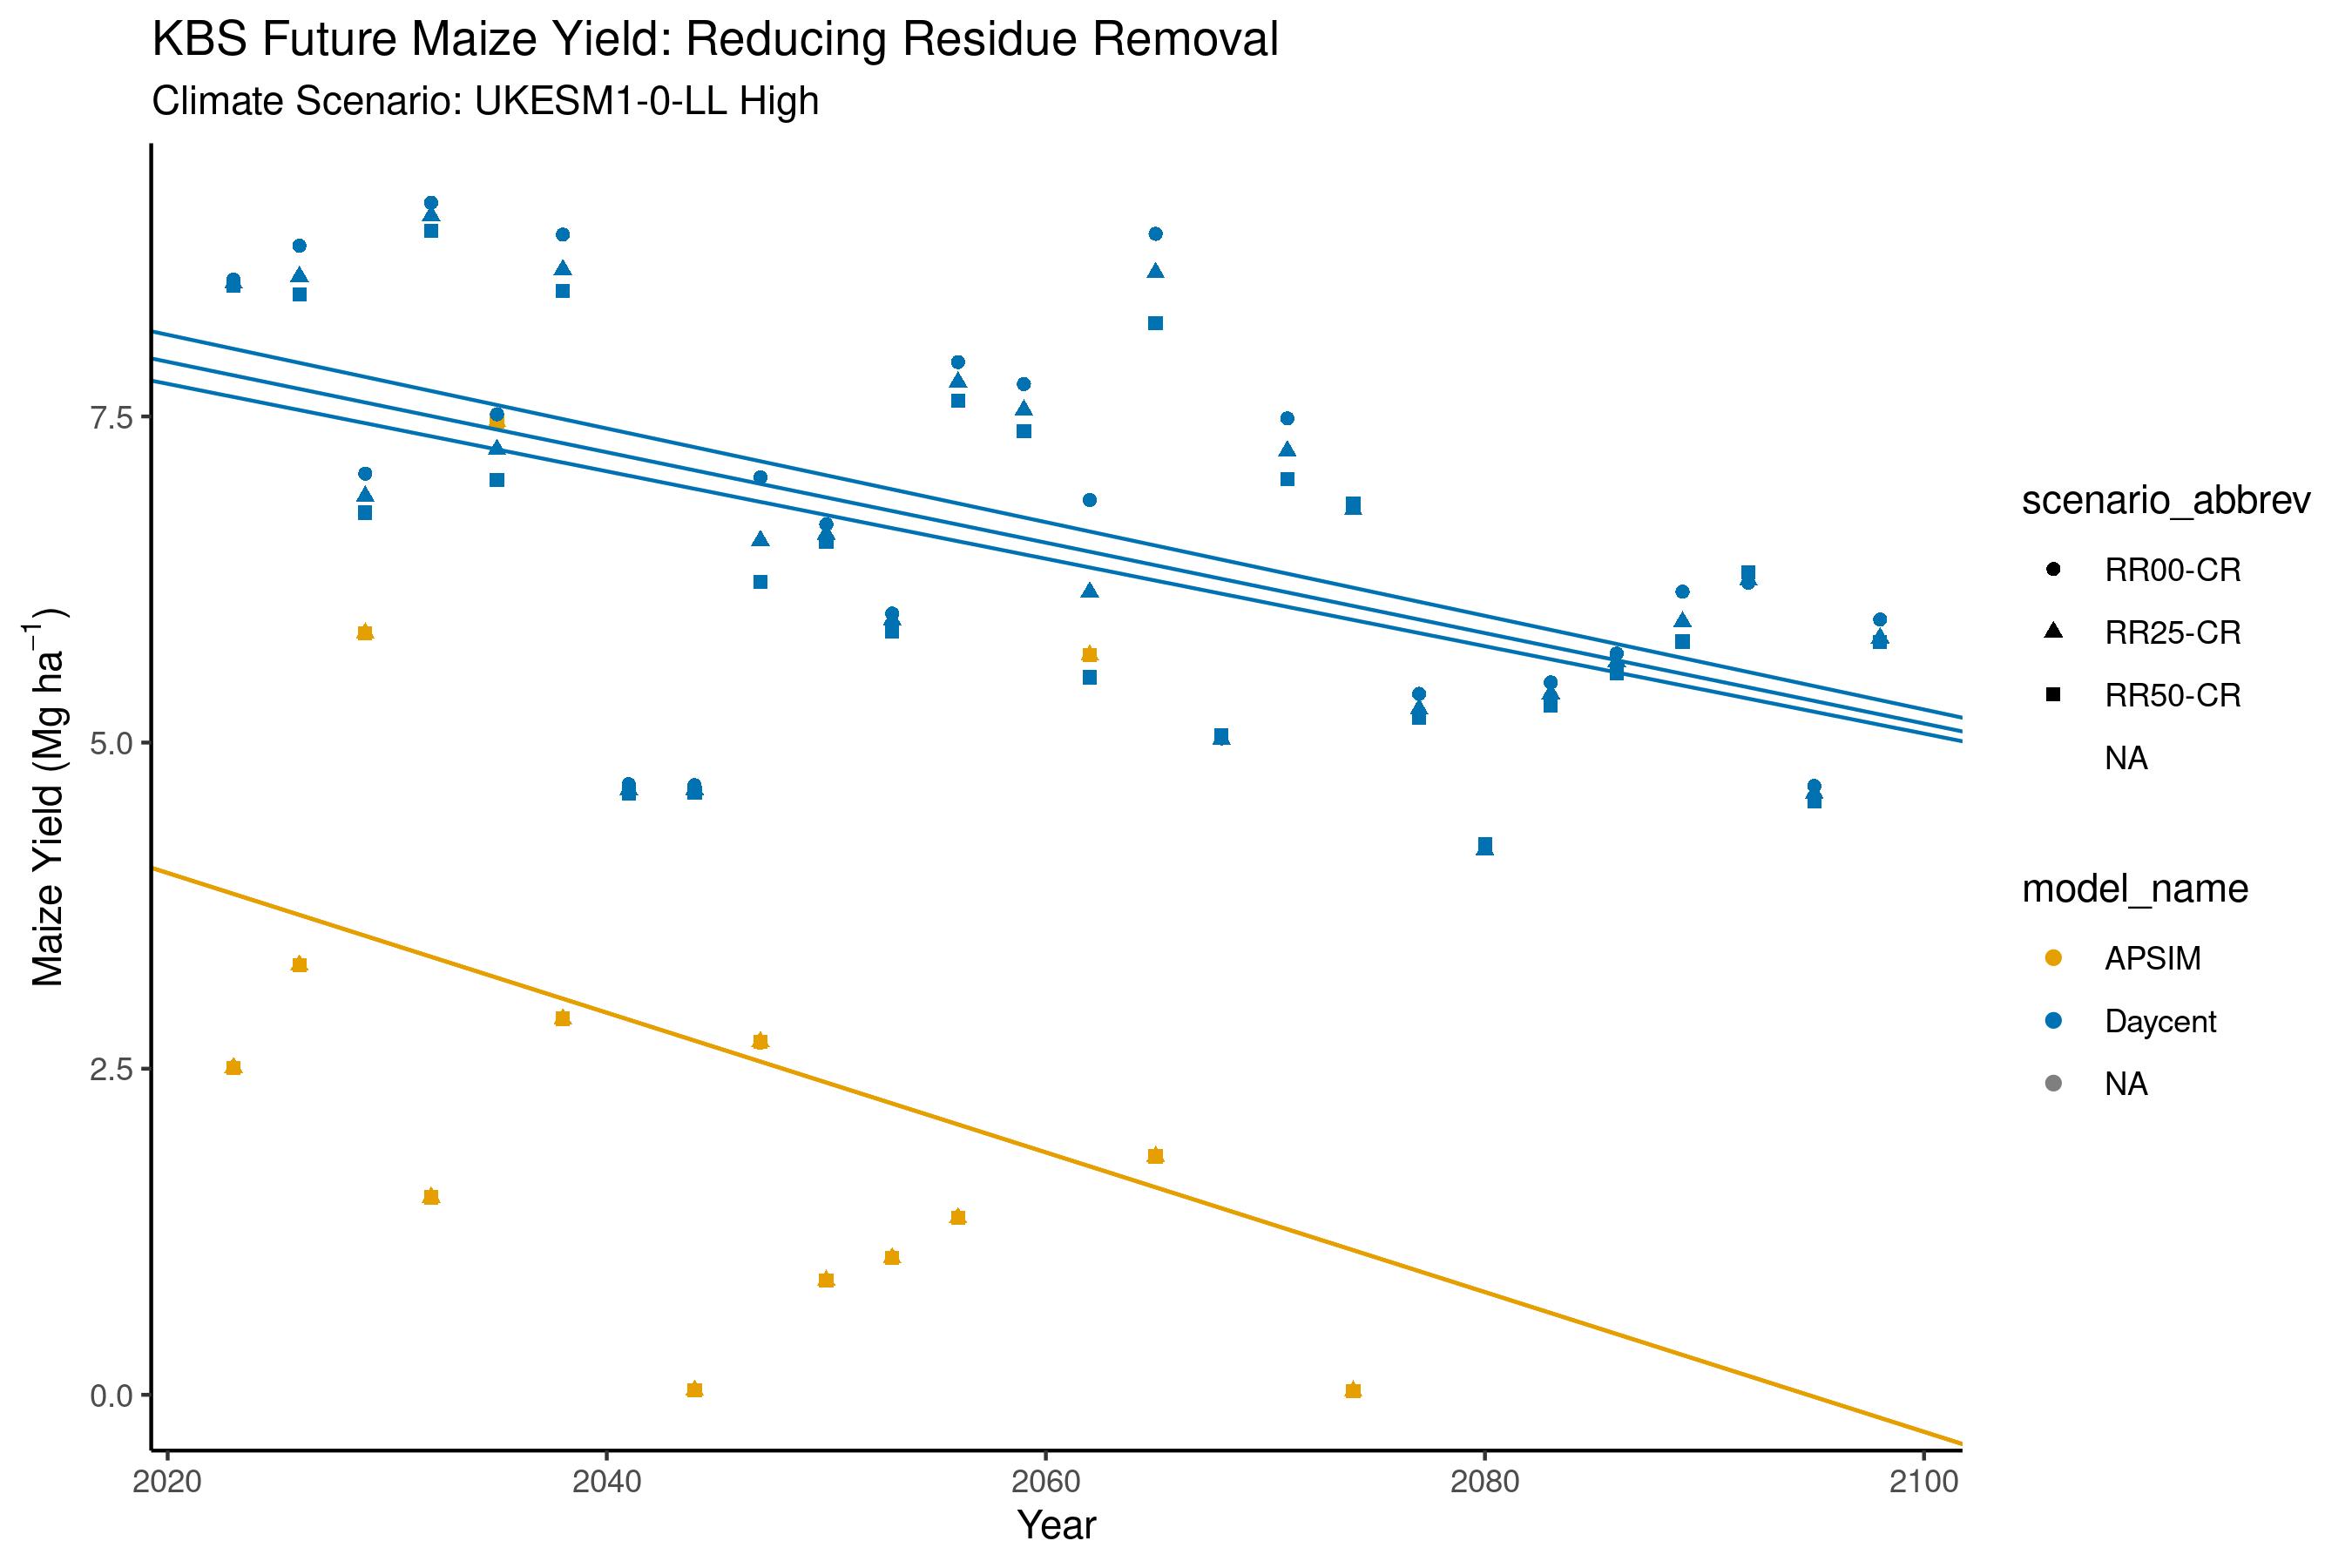 KBS Future Maize Yield: Reducing Residue Removal
Climate Scenario: UKESM1-0-LL High
Maize Yield (Mg ha⁻¹)
7.5
5.0
2.5
0.0
2020
2040
2060
2080
2100
Year
scenario_abbrev
RR00-CR
RR25-CR
RR50-CR
NA
model_name
APSIM
Daycent
NA